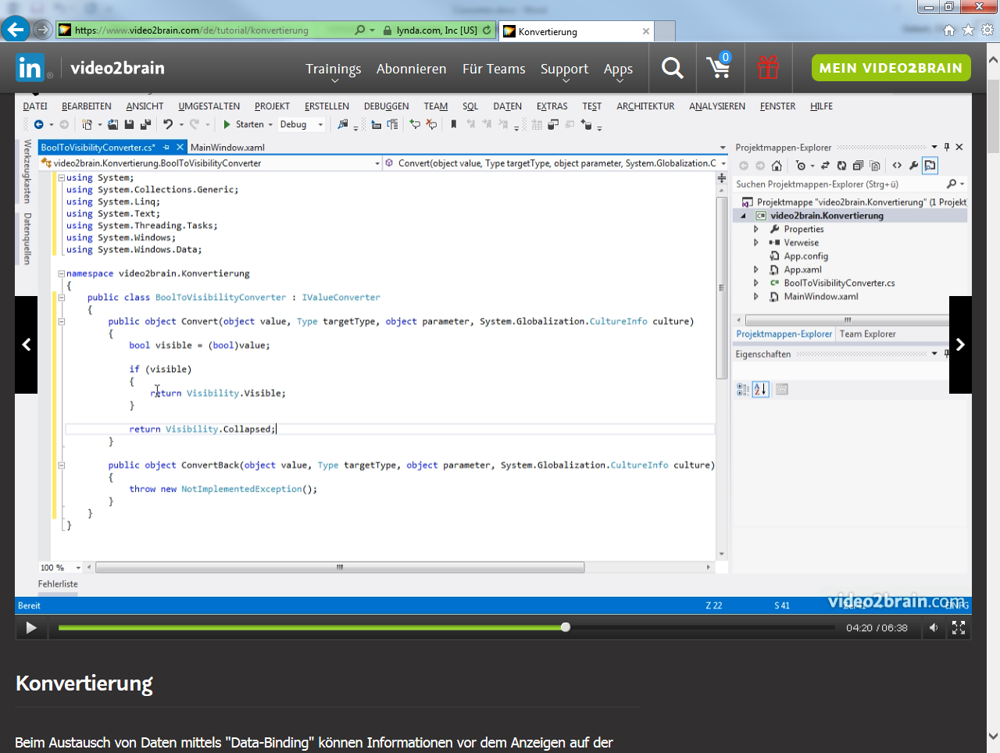 https://www.video2brain.com/de/tutorial/konvertierung
lynda.com, Inc [US]
Konvertierung
in
video2brain
Trainings
Abonnieren
Für Teams
Support
Apps
0
MEIN VIDEO2BRAIN
DATEI BEARBEITEN ANSICHT UMGESTALTEN PROJEKT ERSTELLEN DEBUGGEN TEAM SQL DATEN EXTRAS TEST ARCHITEKTUR ANALYSIEREN FENSTER HILFE
Starten Debug
Werkzeugkasten
Datenquellen
BoolToVisibilityConverter.cs* MainWindow.xaml
video2brain.Konvertierung.BoolToVisibilityConverter
Convert(object value, Type targetType, object parameter, System.Globalization.C
using System;
using System.Collections.Generic;
using System.Linq;
using System.Text;
using System.Threading.Tasks;
using System.Windows;
using System.Windows.Data;
namespace video2brain.Konvertierung
{
public class BoolToVisibilityConverter : IValueConverter
{
public object Convert(object value, Type targetType, object parameter, System.Globalization.CultureInfo culture)
{
bool visible = (bool)value;
if (visible)
{
return Visibility.Visible;
}
return Visibility.Collapsed;
}
public object ConvertBack(object value, Type targetType, object parameter, System.Globalization.CultureInfo culture)
{
throw new NotImplementedException();
}
}
}
100 %
Fehlerliste
Projektmappen-Explorer
Suchen Projektmappen-Explorer (Strg+ü)
Projektmappe "video2brain.Konvertierung" (1 Projekt
C# video2brain.Konvertierung
Properties
Verweise
App.config
App.xaml
C# BoolToVisibilityConverter.cs
MainWindow.xaml
Projektmappen-Explorer Team Explorer
Eigenschaften
Bereit
Z 22
S 41
video2brain.com
04:20 / 06:38
Konvertierung
Beim Austausch von Daten mittels "Data-Binding" können Informationen vor dem Anzeigen auf der